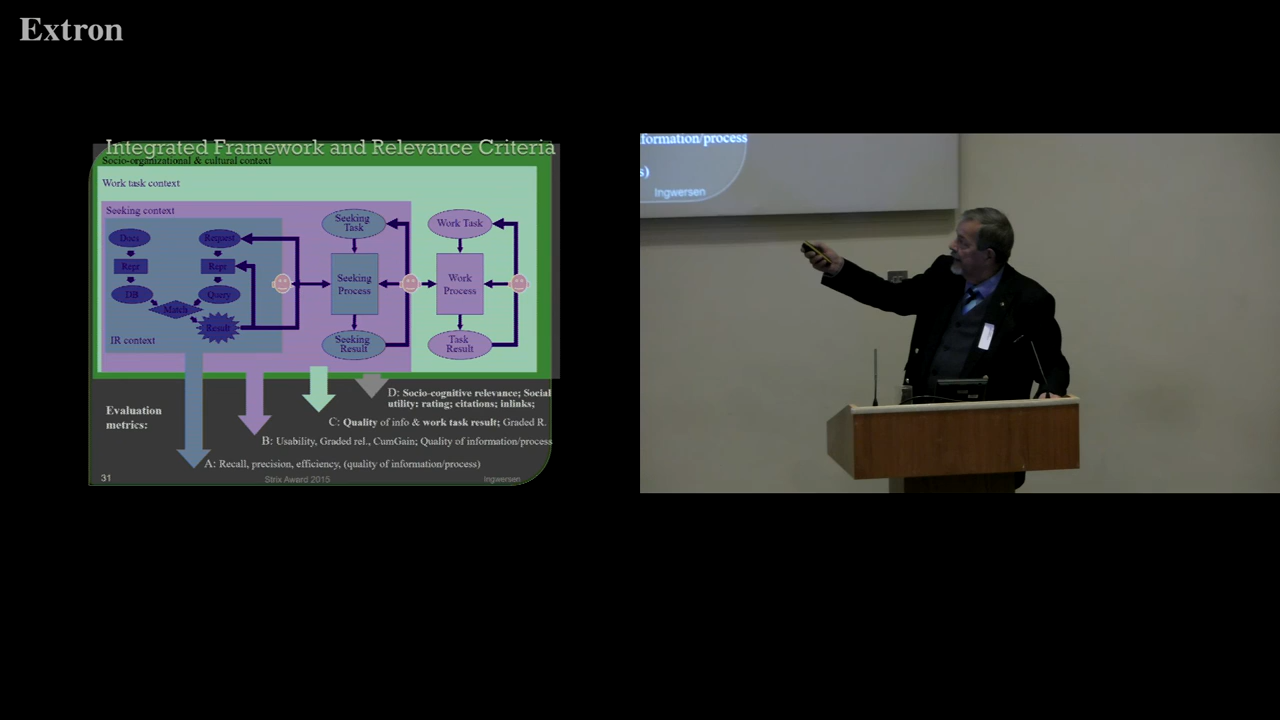 Extron
Integrated Framework and Relevance Criteria
Socio-organizational & cultural context
Work task context
Seeking context
Docs
Request
Seeking
Task
Work Task
Repr
Repr
Seeking
Process
Work
Process
DB
Query
Match
Result
IR context
Seeking
Result
Task
Result
D: Socio-cognitive relevance; Social
utility: rating; citations; inlinks;
Evaluation
metrics:
C: Quality of info & work task result; Graded R.
B: Usability, Graded rel., CumGain; Quality of information/process
A: Recall, precision, efficiency, (quality of information/process)
31
Strix Award 2015
Ingwersen
formation/process
s)
Ingwersen